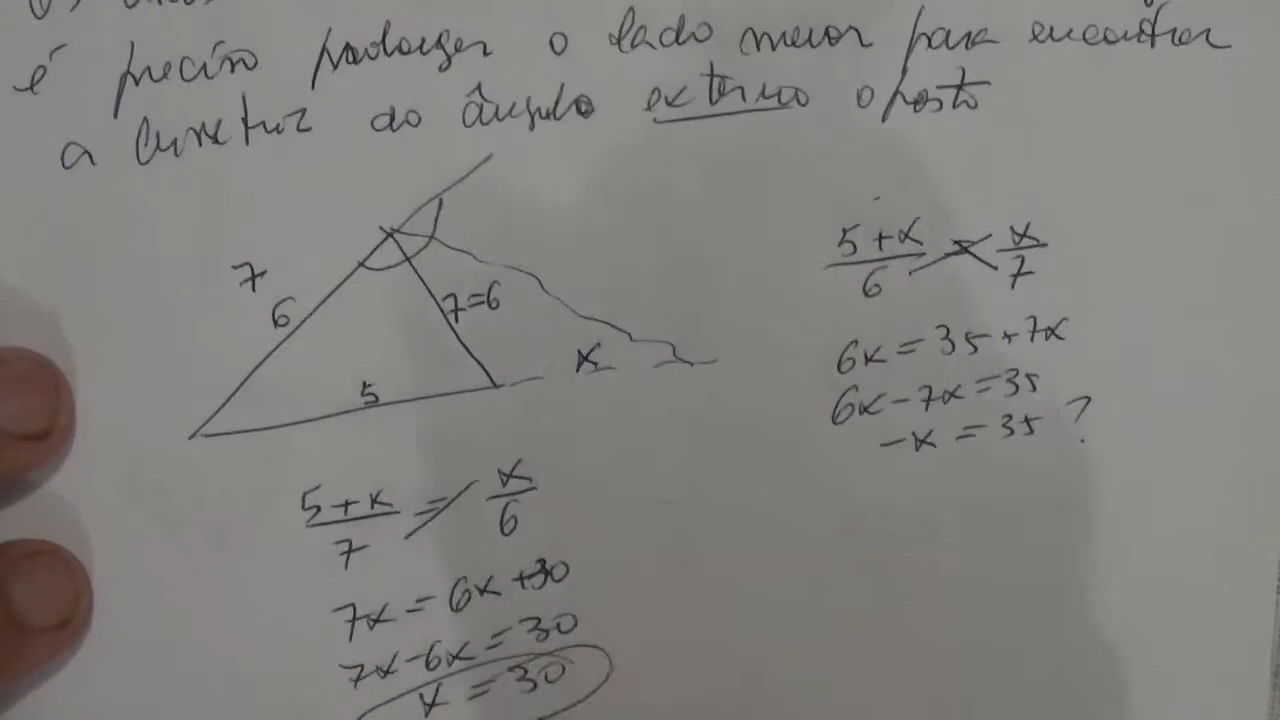 é preciso prolongar o lado menor para encontrar
a bissetriz do ângulo externo oposto
7
6
7=6
5
x
5+x/6 = x/7
6x = 35+7x
6x-7x=35
-x = 35 ?
5+x/7 = x/6
7x = 6x+30
7x-6x=30
x = 30